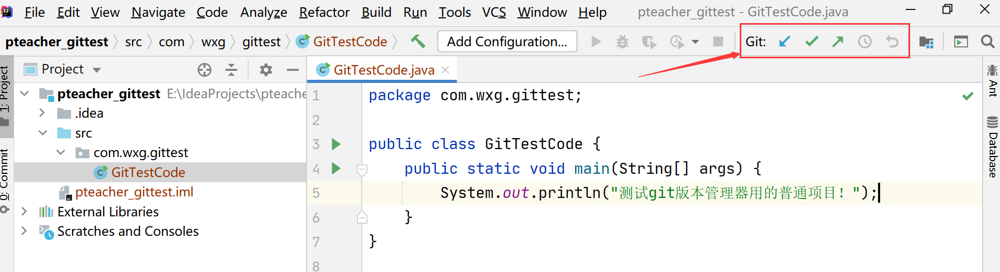 File Edit View Navigate Code Analyze Refactor Build Run Tools VCS Window Help pteacher_gittest - GitTestCode.java
pteacher_gittest src com wxg gittest GitTestCode Add Configuration... Git:
Project
GitTestCode.java
1: Project
0: Commit
pteacher_gittest E:\IdeaProjects\pteache
.idea
src
com.wxg.gittest
GitTestCode
pteacher_gittest.iml
External Libraries
Scratches and Consoles
1 package com.wxg.gittest;
2
3 public class GitTestCode {
4 public static void main(String[] args) {
5 System.out.println("测试git版本管理器用的普通项目！");
6 }
7 }
8
Ant
Database